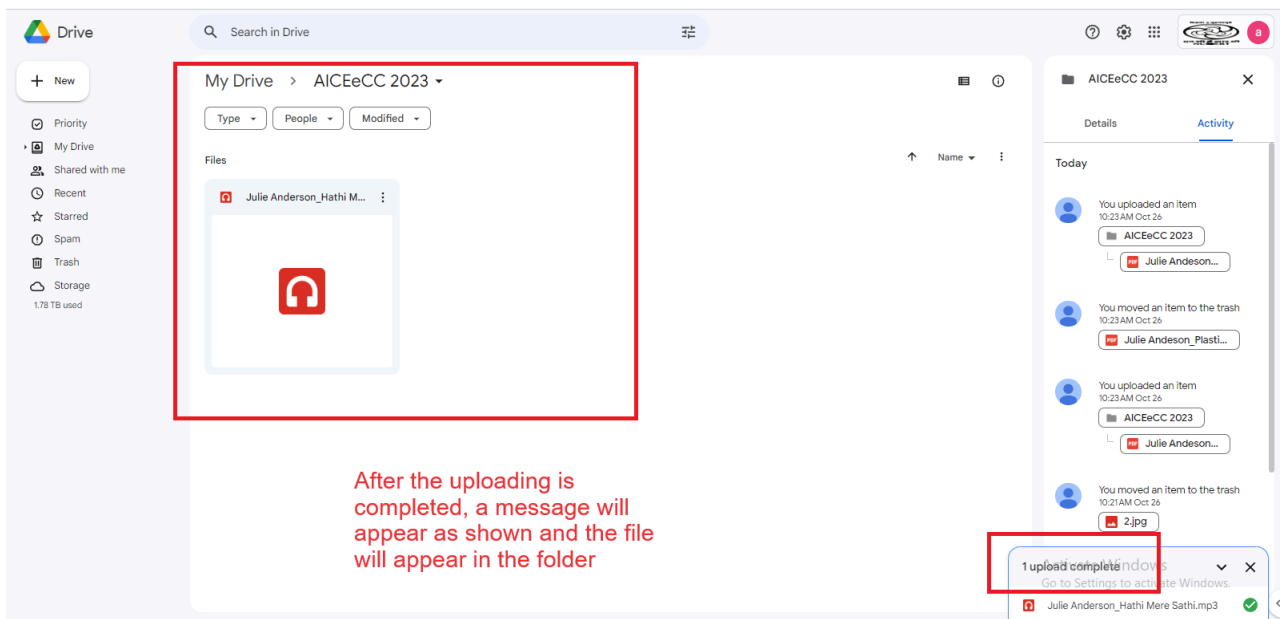 Drive
Search in Drive
a
New
My Drive > AICEeCC 2023
AICEeCC 2023
Type
People
Modified
Details
Activity
Priority
My Drive
Shared with me
Recent
Starred
Spam
Trash
Storage
1.78 TB used
Files
Name
Julie Anderson_Hathi M...
Today
You uploaded an item
10:23 AM Oct 26
AICEeCC 2023
PDF Julie Andeson...
You moved an item to the trash
10:23 AM Oct 26
PDF Julie Andeson_Plasti...
You uploaded an item
10:23 AM Oct 26
AICEeCC 2023
PDF Julie Andeson...
You moved an item to the trash
10:21 AM Oct 26
2.jpg
After the uploading is
completed, a message will
appear as shown and the file
will appear in the folder
1 upload complete
Activate Windows
Go to Settings to activate Windows.
Julie Anderson_Hathi Mere Sathi.mp3